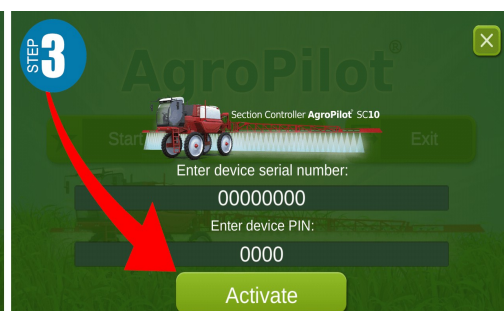 STEP 3
X
AgroPilot®
Section Controller AgroPilot® SC10
Start
Exit
Enter device serial number:
00000000
Enter device PIN:
0000
Activate